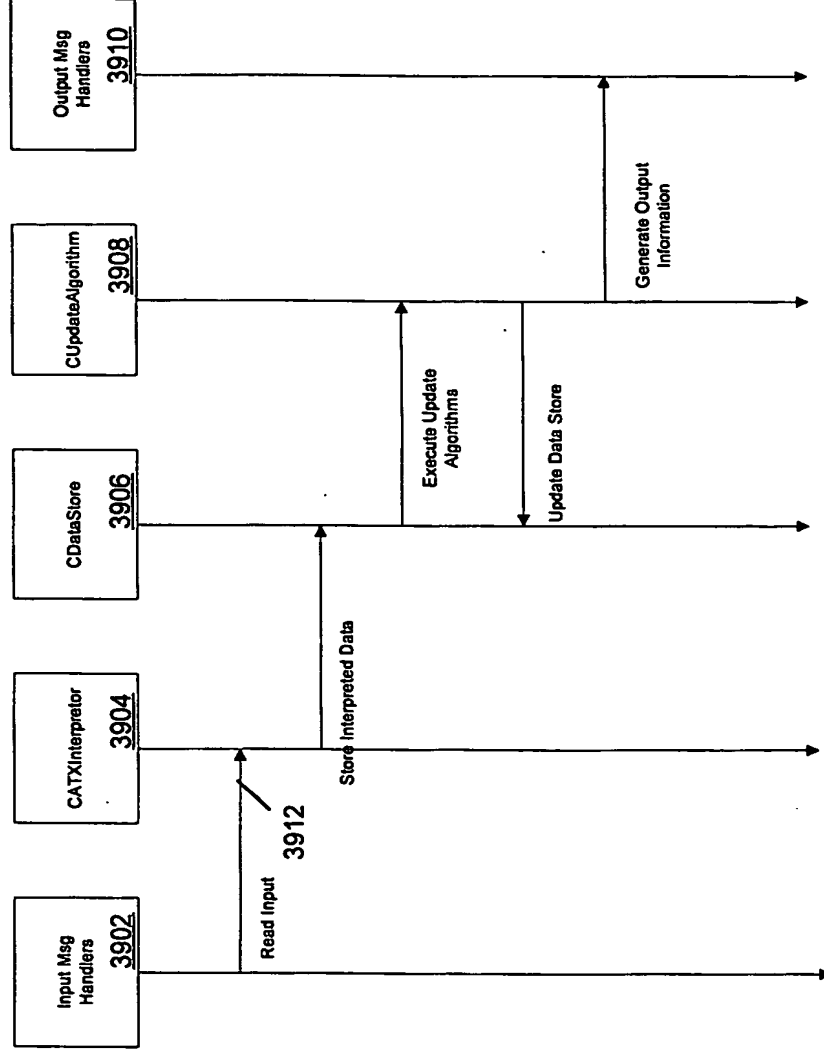 Input Msg
Handlers
3902
CATXInterpretor
3904
CDataStore
3906
CUpdateAlgorithm
3908
Output Msg
Handlers
3910
Read Input
3912
Store Interpreted Data
Execute Update
Algorithms
Update Data Store
Generate Output
Information